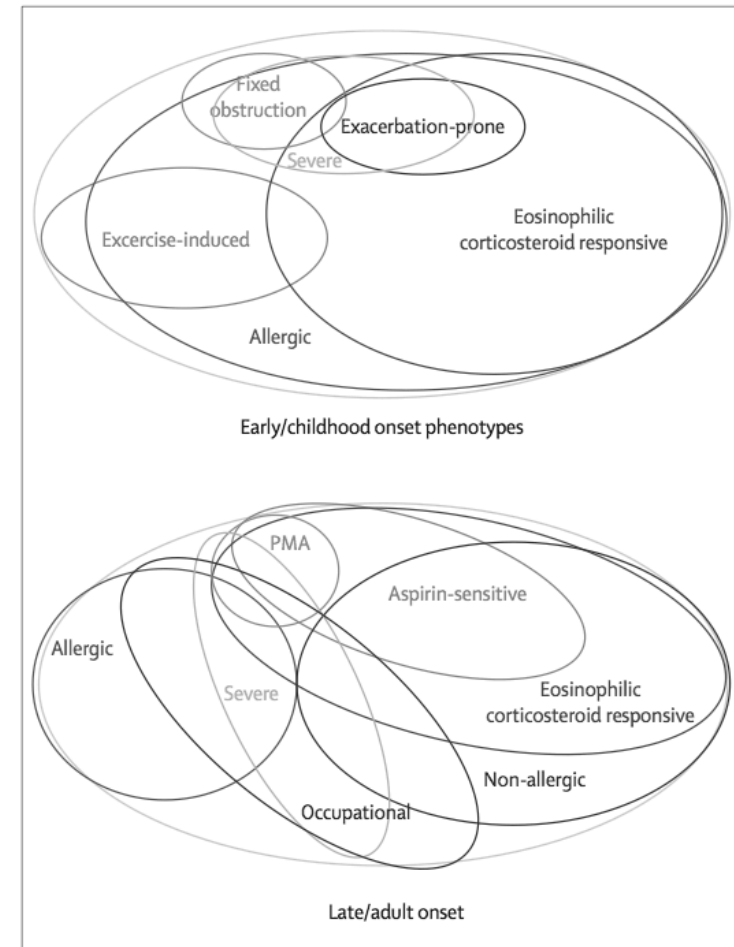 Fixed
obstruction
Exacerbation-prone
Severe
Eosinophilic
corticosteroid responsive
Excercise-induced
Allergic
Early/childhood onset phenotypes
PMA
Aspirin-sensitive
Allergic
Severe
Eosinophilic
corticosteroid responsive
Non-allergic
Occupational
Late/adult onset